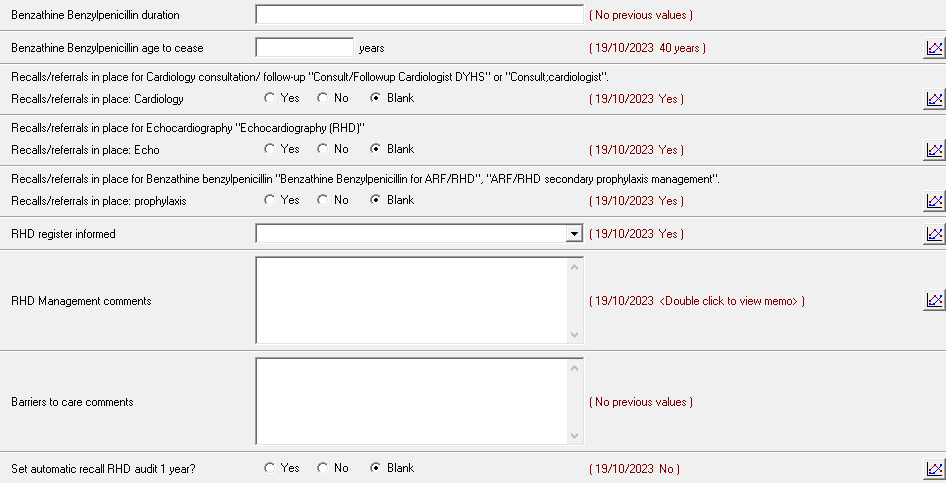 Benzathine Benzylpenicillin duration ( No previous values )
Benzathine Benzylpenicillin age to cease years ( 19/10/2023 40 years )
Recalls/referrals in place for Cardiology consultation/ follow-up "Consult/Followup Cardiologist DYHS" or "Consult;cardiologist".
Recalls/referrals in place: Cardiology Yes No Blank ( 19/10/2023 Yes )
Recalls/referrals in place for Echocardiography "Echocardiography (RHD)"
Recalls/referrals in place: Echo Yes No Blank ( 19/10/2023 Yes )
Recalls/referrals in place for Benzathine benzylpenicillin "Benzathine Benzylpenicillin for ARF/RHD", "ARF/RHD secondary prophylaxis management".
Recalls/referrals in place: prophylaxis Yes No Blank ( 19/10/2023 Yes )
RHD register informed ( 19/10/2023 Yes )
RHD Management comments ( 19/10/2023 <Double click to view memo> )
Barriers to care comments ( No previous values )
Set automatic recall RHD audit 1 year? Yes No Blank ( 19/10/2023 No )